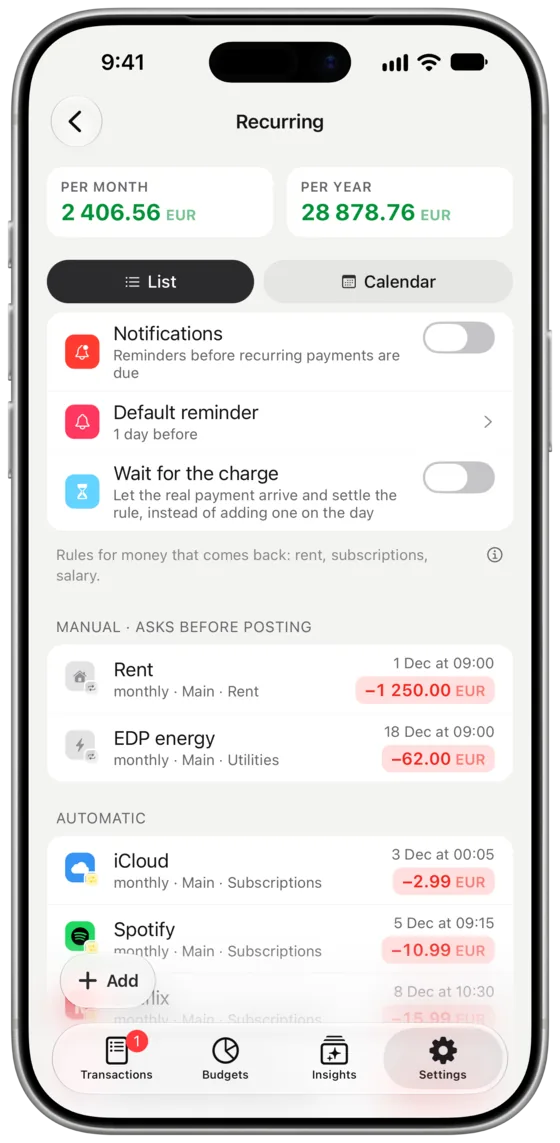 9:41
Recurring
PER MONTH
2 406.56 EUR
PER YEAR
28 878.76 EUR
List
Calendar
Notifications
Reminders before recurring payments are
due
Default reminder
1 day before
Wait for the charge
Let the real payment arrive and settle the
rule, instead of adding one on the day
Rules for money that comes back: rent, subscriptions,
salary.
MANUAL · ASKS BEFORE POSTING
Rent
1 Dec at 09:00
monthly · Main · Rent
−1 250.00 EUR
EDP energy
18 Dec at 09:00
monthly · Main · Utilities
−62.00 EUR
AUTOMATIC
iCloud
3 Dec at 00:05
monthly · Main · Subscriptions
−2.99 EUR
Spotify
5 Dec at 09:15
monthly · Main · Subscriptions
−10.99 EUR
Add
8 Dec at 10:30
monthly · Main · Subscriptions
−15.99 EUR
1
Transactions
Budgets
Insights
Settings